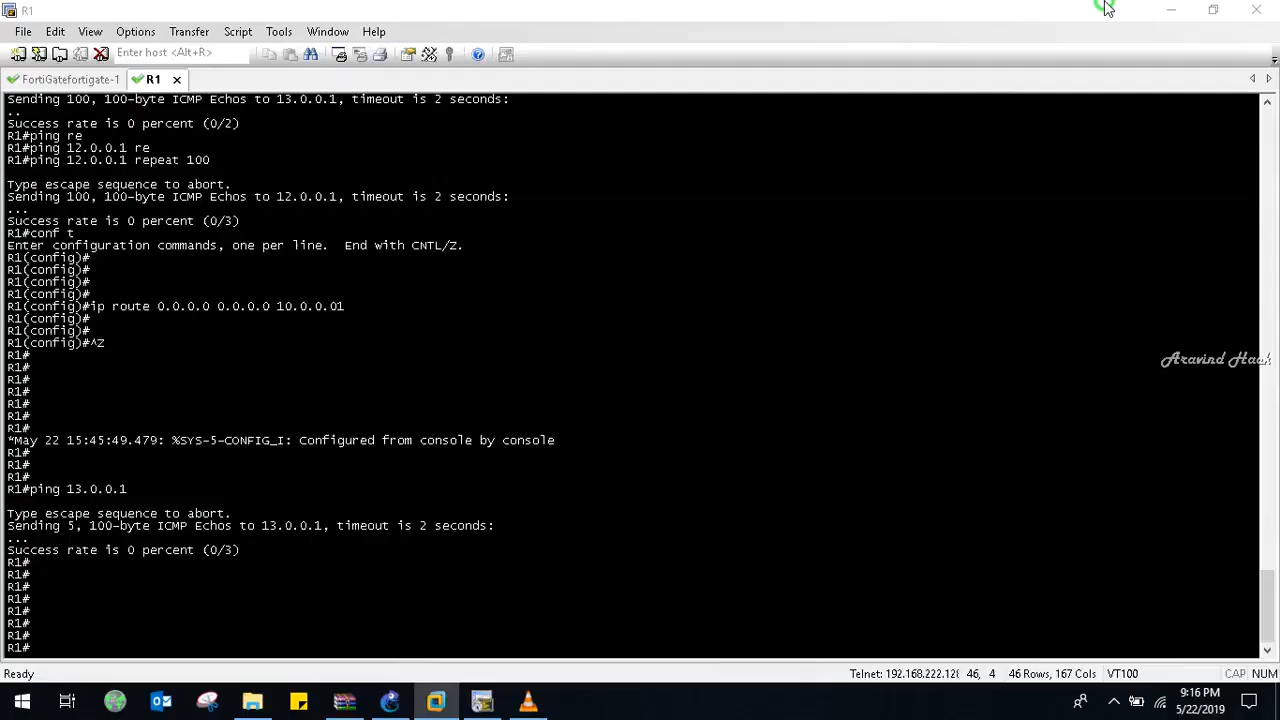 R1
File Edit View Options Transfer Script Tools Window Help
Enter host <Alt+R>
FortiGatefortigate-1 R1
Sending 100, 100-byte ICMP Echos to 13.0.0.1, timeout is 2 seconds:
..
Success rate is 0 percent (0/2)
R1#ping re
R1#ping 12.0.0.1 re
R1#ping 12.0.0.1 repeat 100
Type escape sequence to abort.
Sending 100, 100-byte ICMP Echos to 12.0.0.1, timeout is 2 seconds:
...
Success rate is 0 percent (0/3)
R1#conf t
Enter configuration commands, one per line.  End with CNTL/Z.
R1(config)#
R1(config)#
R1(config)#
R1(config)#
R1(config)#ip route 0.0.0.0 0.0.0.0 10.0.0.01
R1(config)#
R1(config)#
R1(config)#^Z
R1#
R1#
R1#
R1#
R1#
R1#
R1#
*May 22 15:45:49.479: %SYS-5-CONFIG_I: Configured from console by console
R1#
R1#
R1#
R1#ping 13.0.0.1
Type escape sequence to abort.
Sending 5, 100-byte ICMP Echos to 13.0.0.1, timeout is 2 seconds:
...
Success rate is 0 percent (0/3)
R1#
R1#
R1#
R1#
R1#
R1#
R1#
R1#
Aravind Haek
Ready Telnet: 192.168.222.128 46, 4 46 Rows, 167 Cols VT100 CAP NUM
9:16 PM
5/22/2019